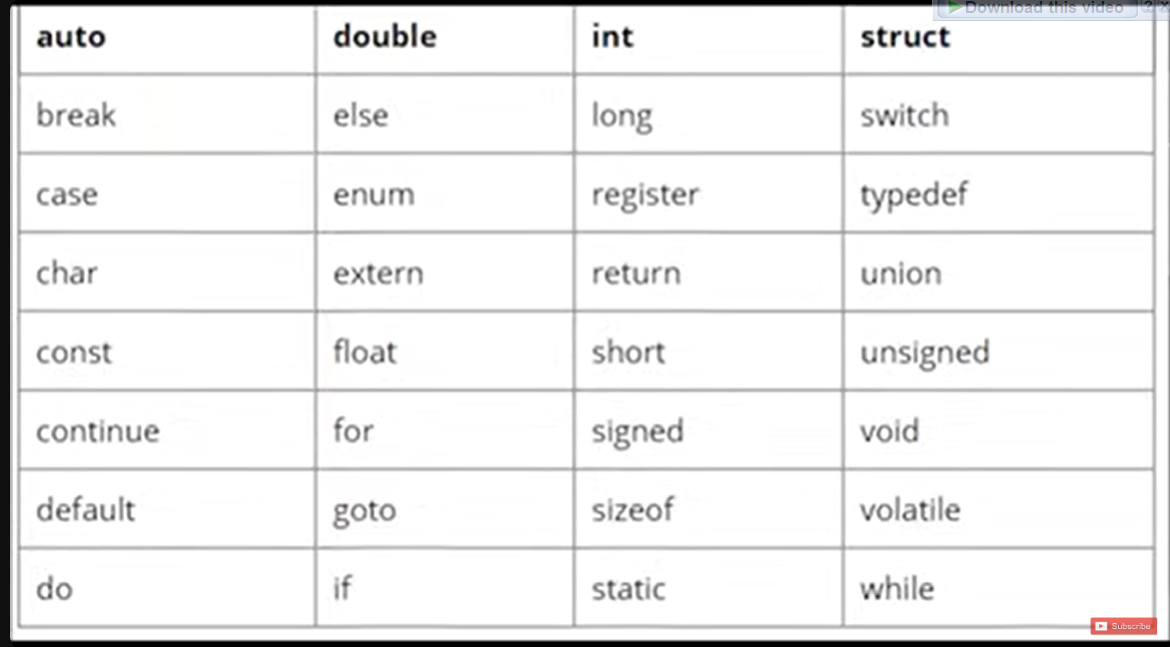 Download this video ? X
auto double int struct
break else long switch
case enum register typedef
char extern return union
const float short unsigned
continue for signed void
default goto sizeof volatile
do if static while
Subscribe